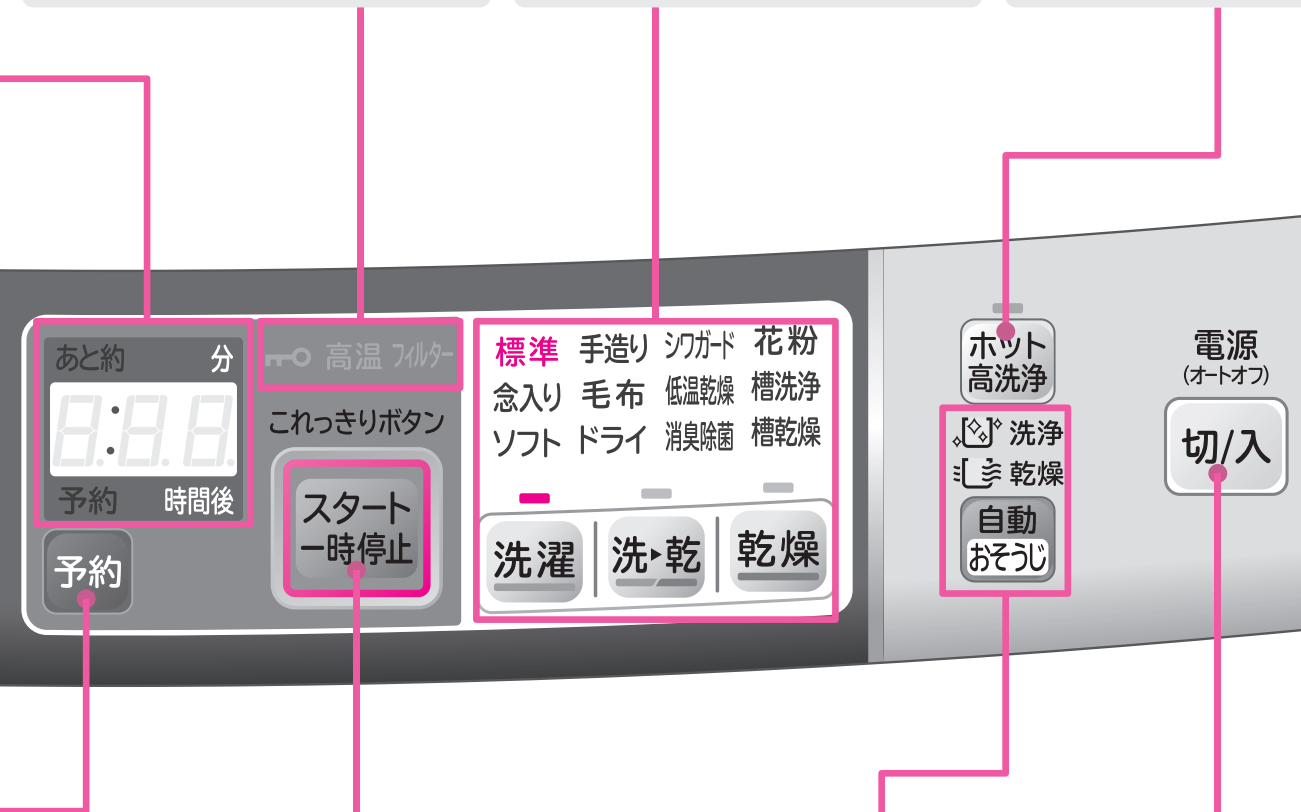 あと約 分
予約 時間後
予約
高温 フィルター
これっきりボタン
スタート
一時停止
標準 手造り シワガード 花粉
念入り 毛布 低温乾燥 槽洗浄
ソフト ドライ 消臭除菌 槽乾燥
洗濯 洗▸乾 乾燥
ホット
高洗浄
洗浄
乾燥
自動
おそうじ
電源
(オートオフ)
切/入